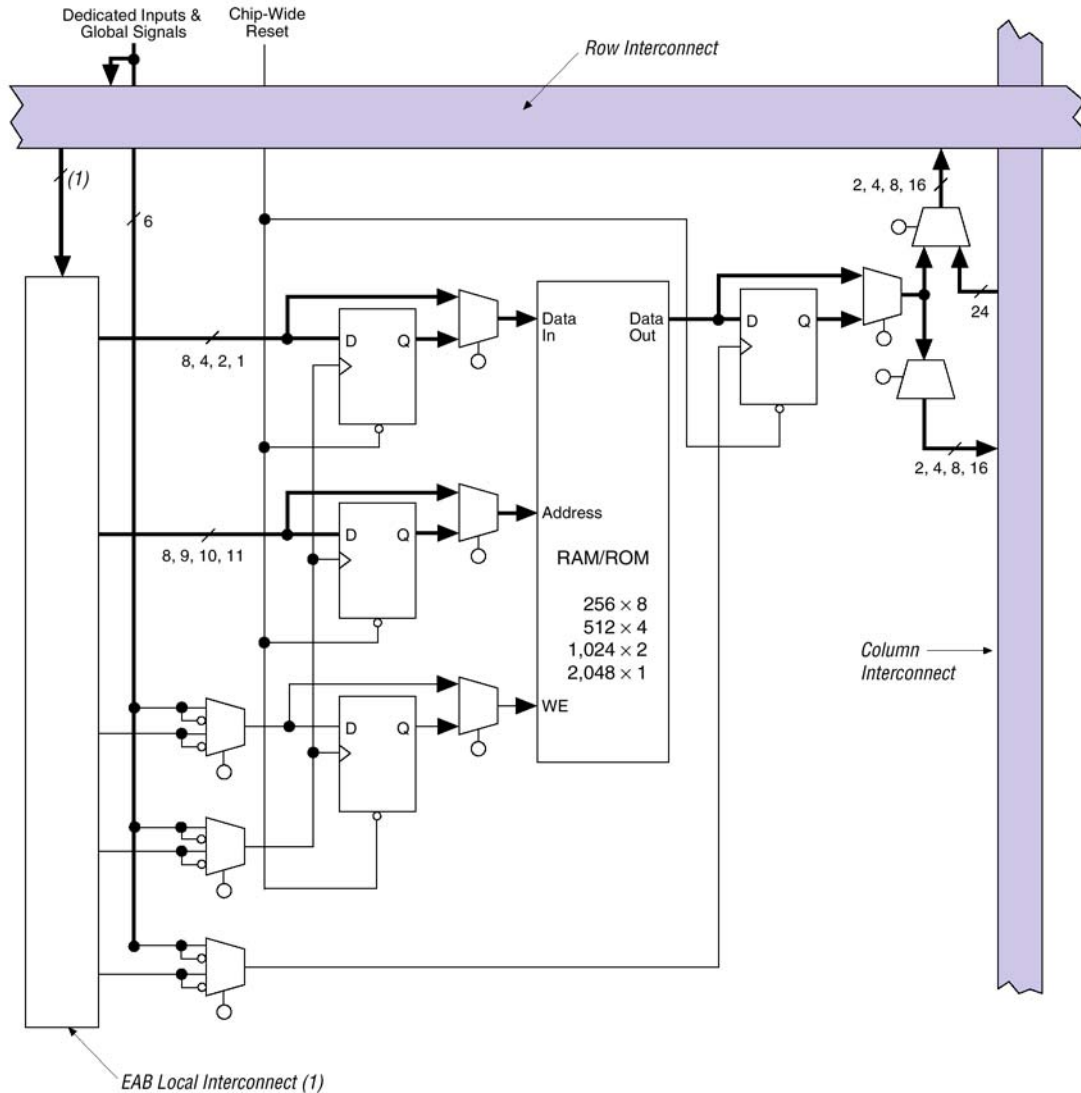 Dedicated Inputs &
Global Signals
Chip-Wide
Reset
Row Interconnect
(1)
6
2, 4, 8, 16
24
8, 4, 2, 1
D
Q
Data
In
Data
Out
D
Q
2, 4, 8, 16
8, 9, 10, 11
D
Q
Address
RAM/ROM
256 × 8
512 × 4
1,024 × 2
2,048 × 1
Column
Interconnect
D
Q
WE
EAB Local Interconnect (1)